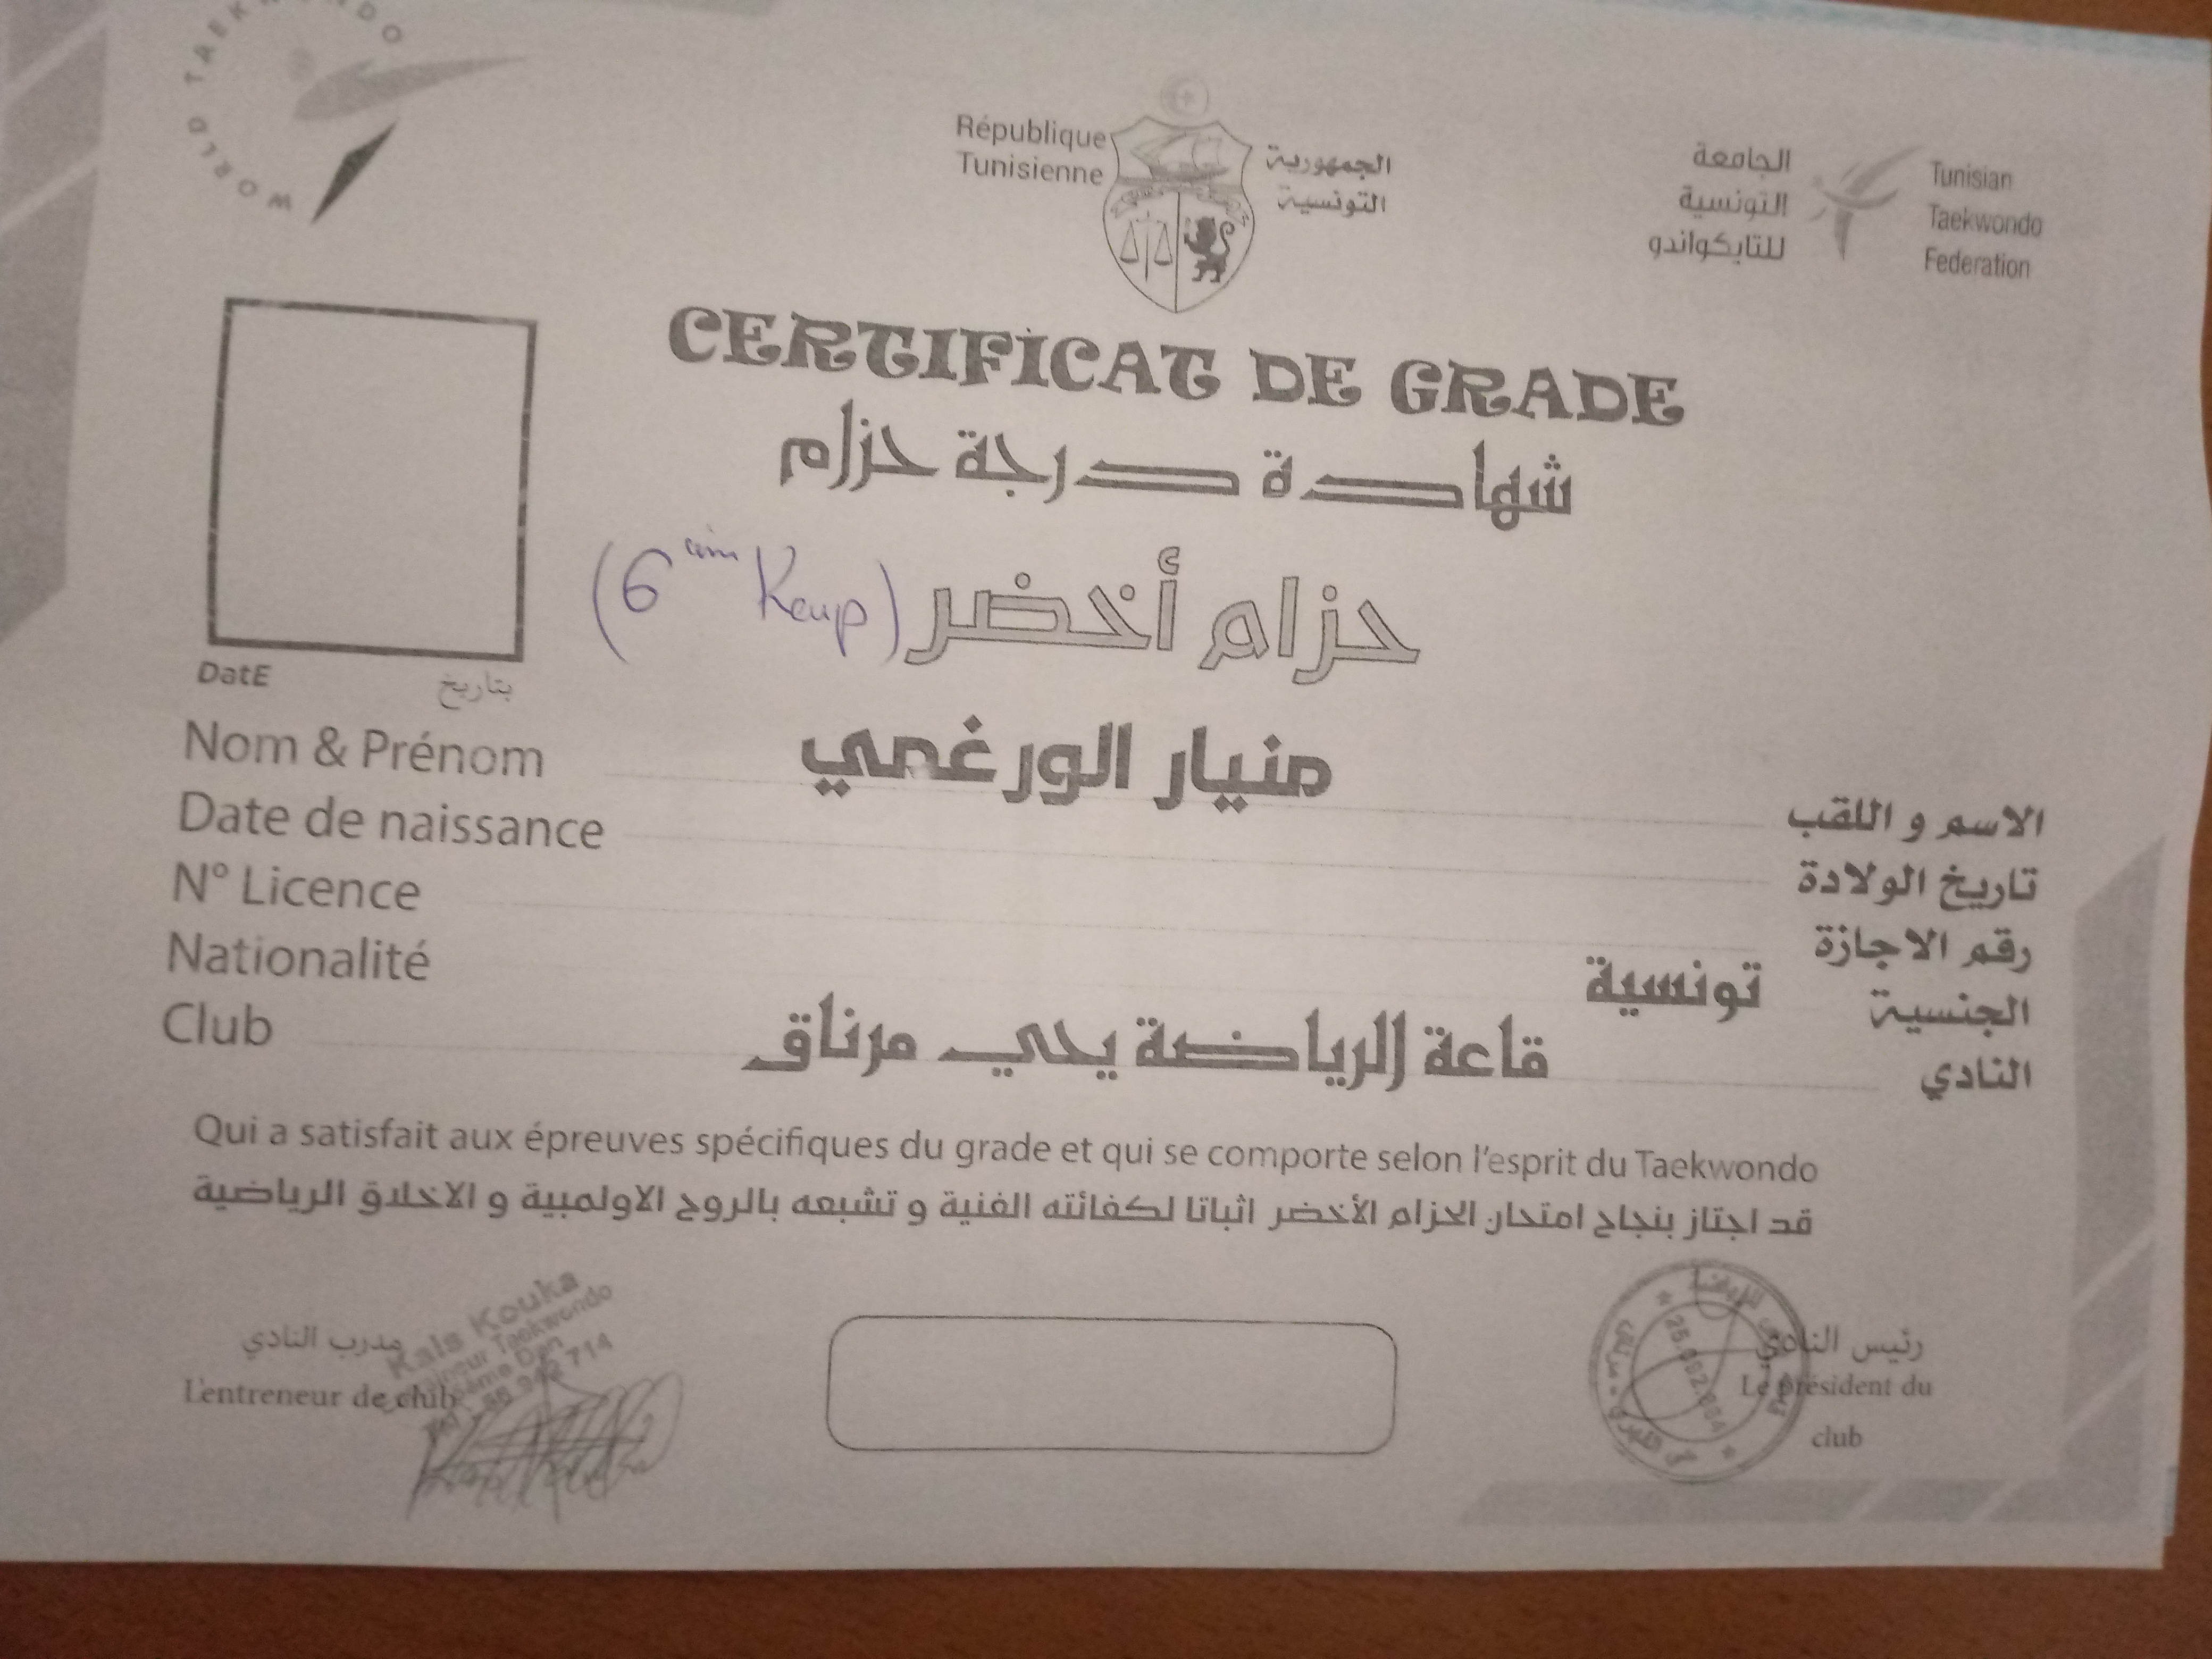 WORLD TAEKWONDO
République
Tunisienne
الجمهورية
التونسية
الجامعة
التونسية
للتايكواندو
Tunisian
Taekwondo
Federation
CERTIFICAT DE GRADE
شهادة درجة حزام
حزام أخضر (6 Keup)
DatE بتاريخ
Nom & Prénom منيار الورغمي الاسم و اللقب
Date de naissance تاريخ الولادة
N° Licence رقم الاجازة
Nationalité تونسية الجنسية
Club قاعة الرياضة يحي مرناق النادي
Qui a satisfait aux épreuves spécifiques du grade et qui se comporte selon l'esprit du Taekwondo
قد اجتاز بنجاح امتحان الحزام الأخضر اثباتا لكفائته الفنية و تشبعه بالروح الاولمبية و الاخلاق الرياضية
مدرب النادي
L'entreneur de club
Kais Kouka
Taekwondo
Dan
714
رئيس النادي
Le président du
club